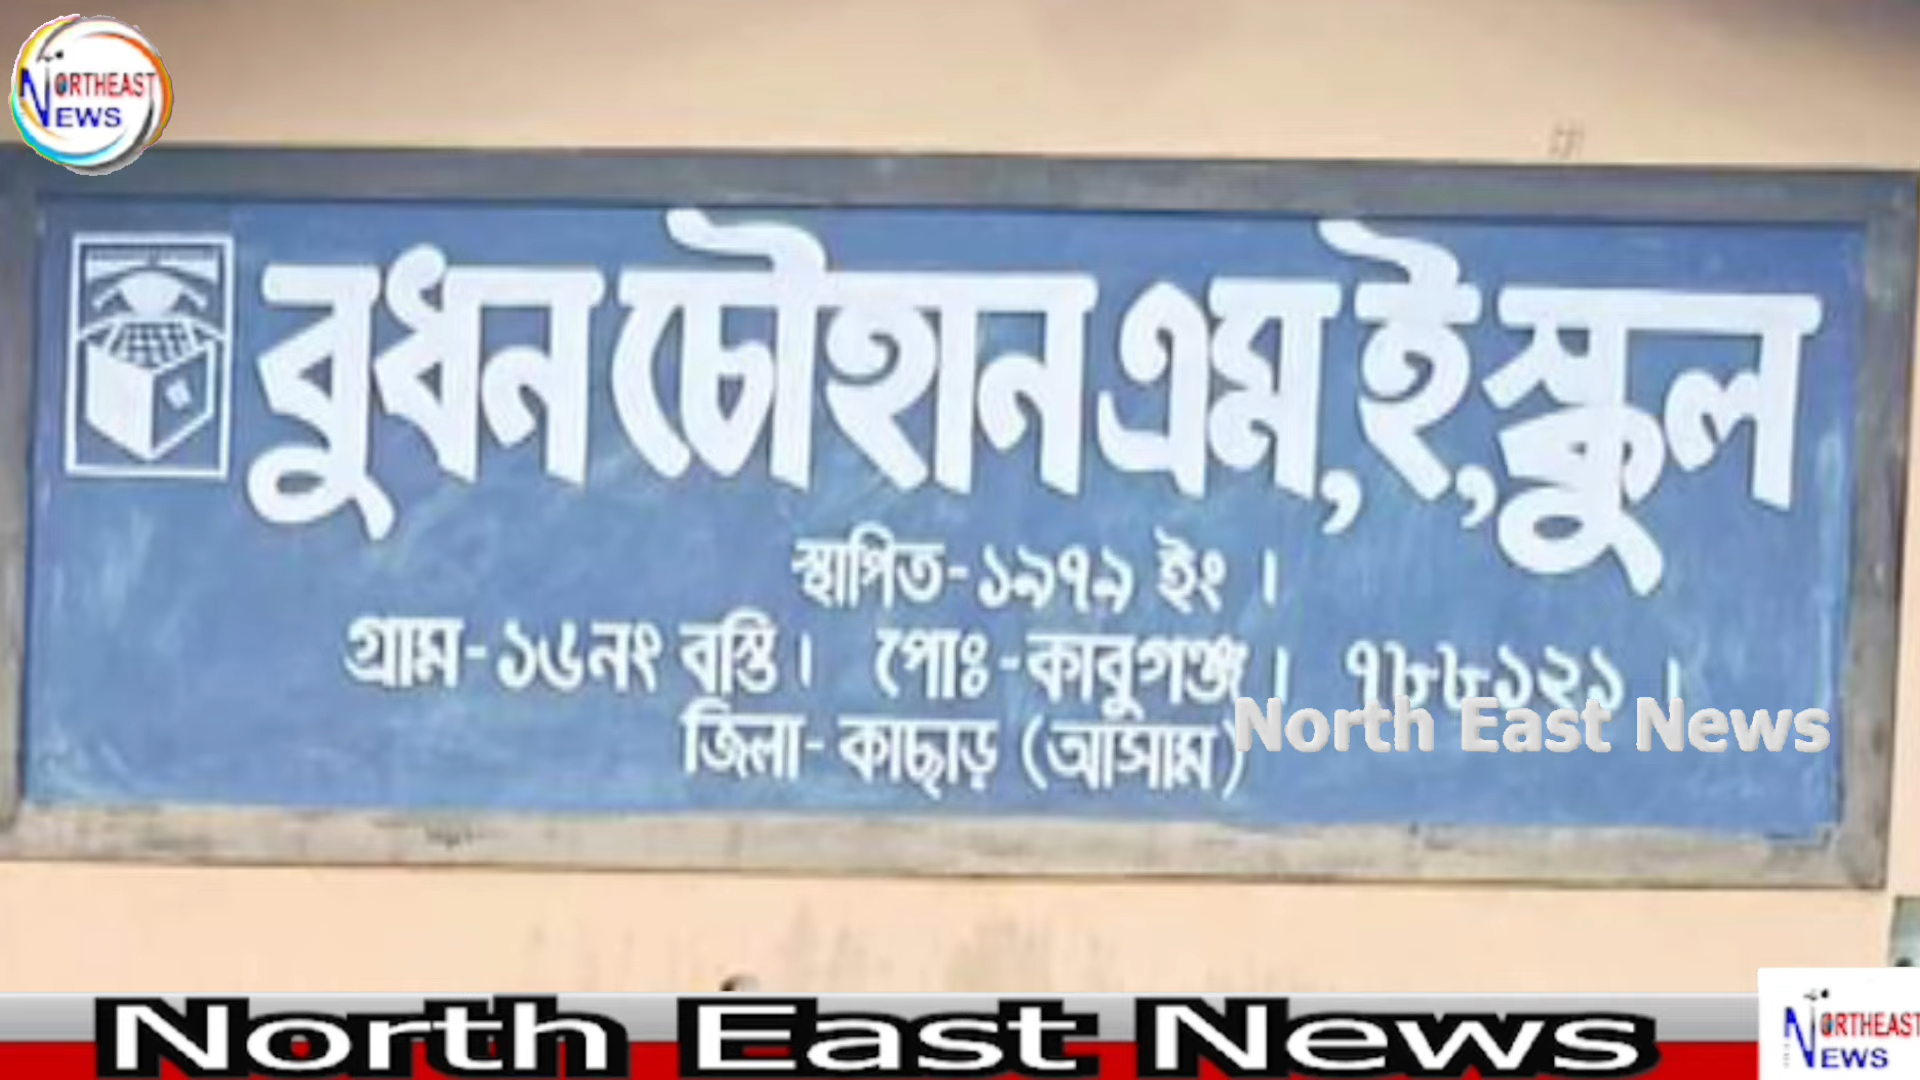 NORTHEAST
NEWS
বুধন চৌহান এম, ই, স্কুল
স্থাপিত-১৯৭৯ ইং ।
গ্রাম-১৬নং বস্তি। পোঃ-কাবুগঞ্জ। ৭৮৮১২১ ।
জিলা-কাছাড় (আসাম)
North East News
North East News
NORTHEAST
NEWS